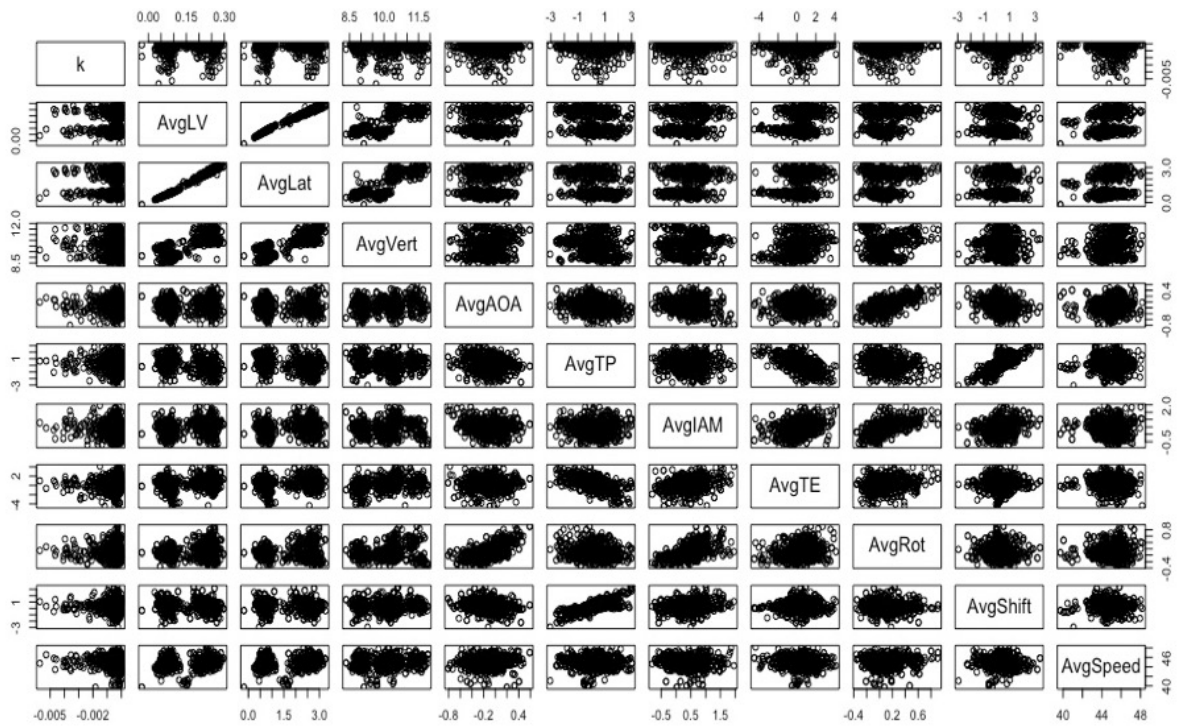 0.00 0.15 0.30 8.5 10.0 11.5 -3 -1 1 3 -4 0 2 4 -3 -1 1 3
k -0.005
0.00 AvgLV
AvgLat 0.0 3.0
8.5 12.0 AvgVert
AvgAOA -0.8 0.4
-3 1 AvgTP
AvgIAM -0.5 2.0
-4 2 AvgTE
AvgRot -0.4 0.8
-3 1 AvgShift
AvgSpeed 40 46
-0.005 -0.002 0.0 1.5 3.0 -0.8 -0.2 0.4 -0.5 0.5 1.5 -0.4 0.2 0.6 40 44 48